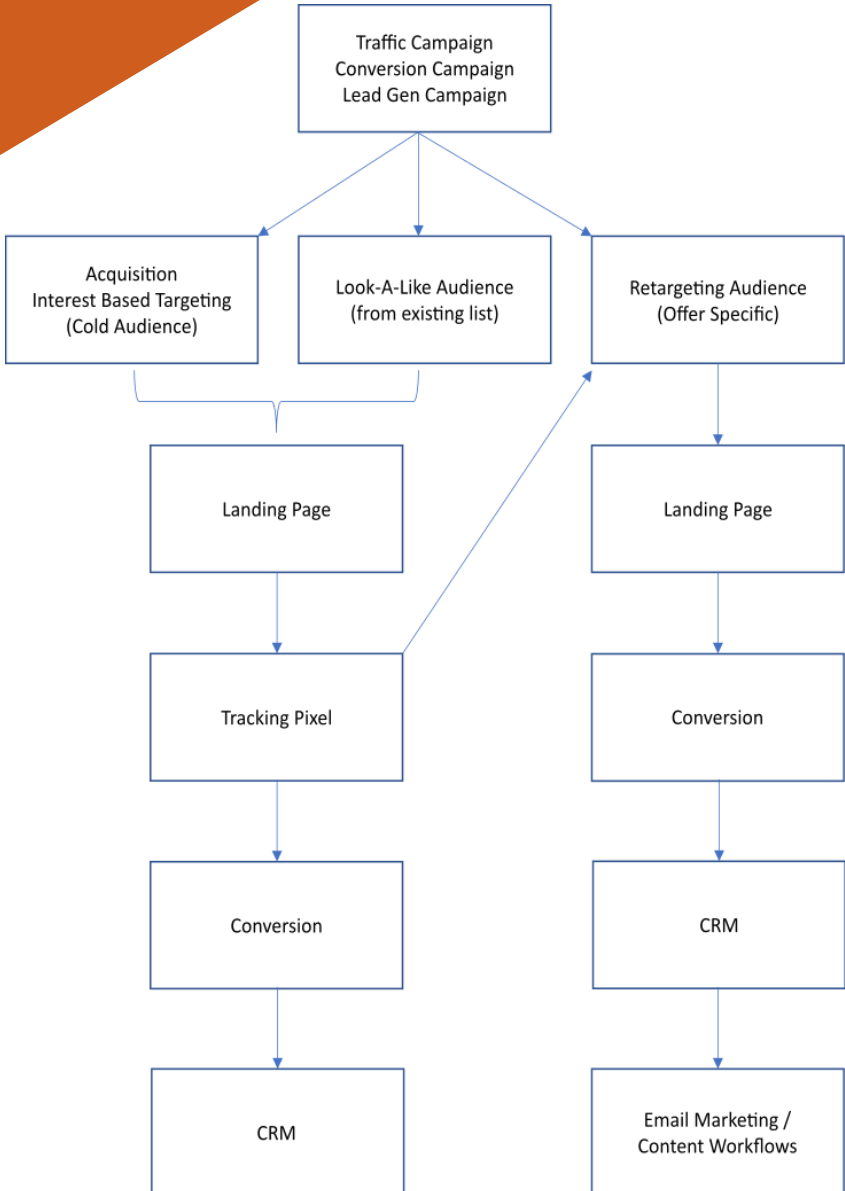 Traffic Campaign
Conversion Campaign
Lead Gen Campaign
Acquisition
Interest Based Targeting
(Cold Audience)
Look-A-Like Audience
(from existing list)
Retargeting Audience
(Offer Specific)
Landing Page
Landing Page
Tracking Pixel
Conversion
Conversion
CRM
CRM
Email Marketing /
Content Workflows